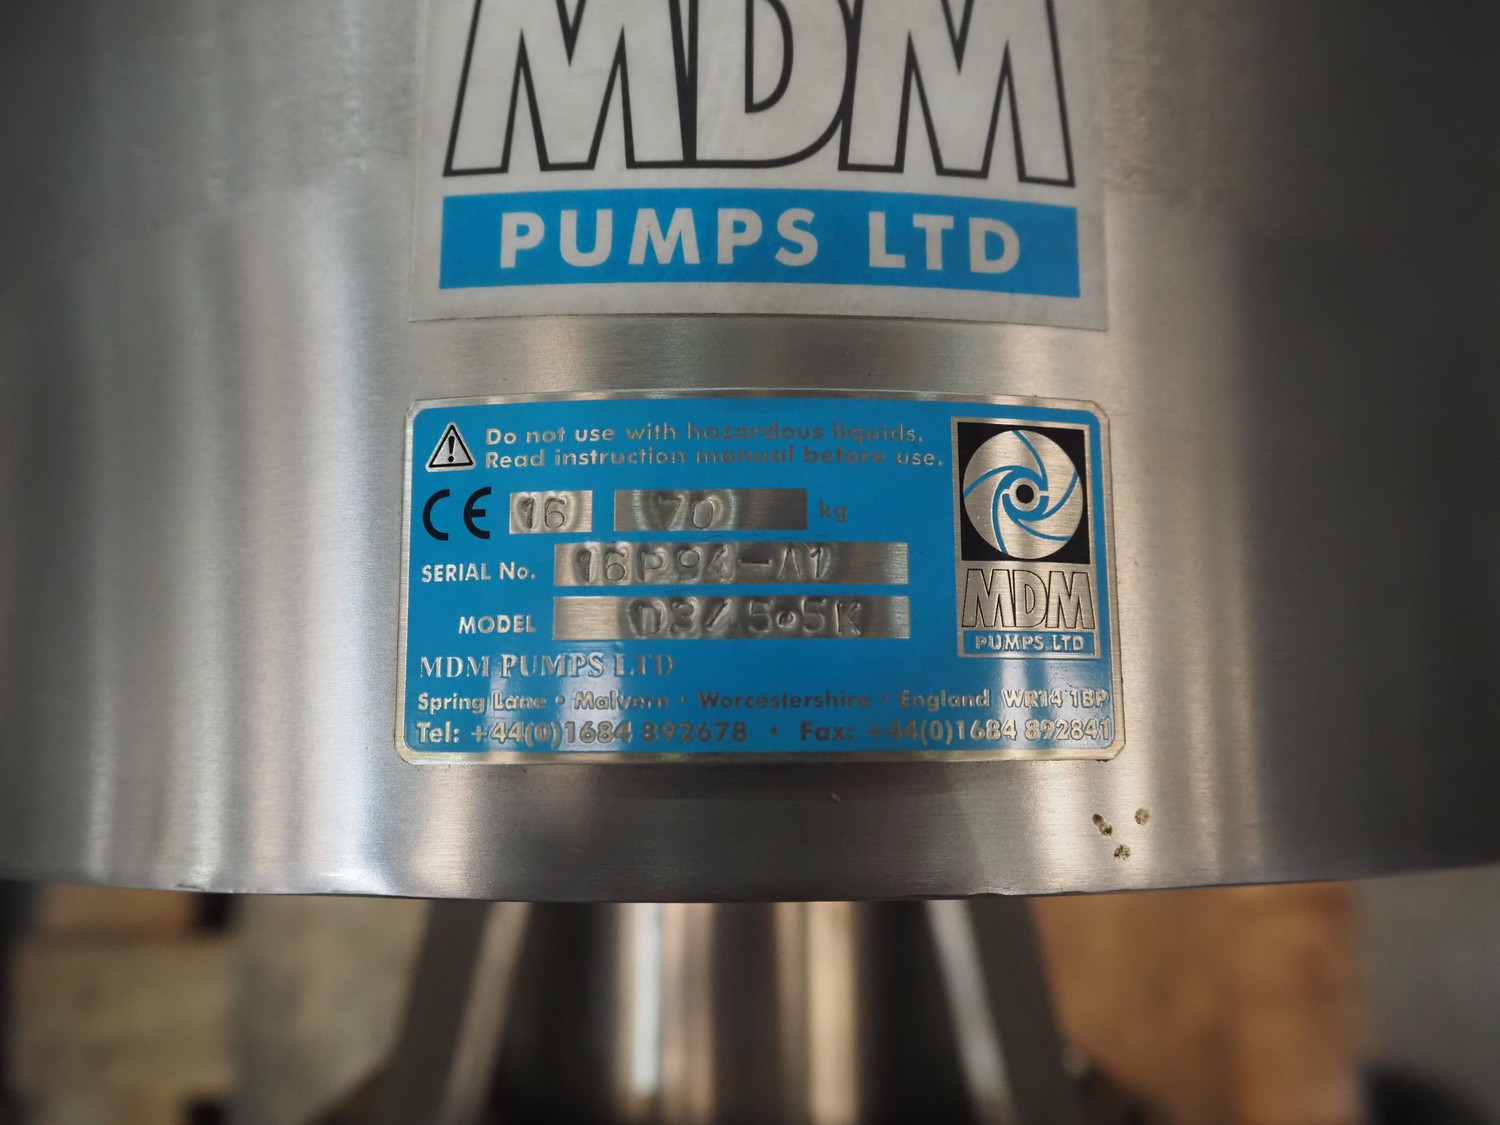 MDM
PUMPS LTD
Do not use with hazardous liquids.
Read instruction manual before use.
CE 16 70 kg
SERIAL No. 16P94-A1
MODEL D3/5.5K
MDM PUMPS LTD
Spring Lane • Malvern • Worcestershire • England WR14 1BP
Tel: +44(0)1684 892678 • Fax: +44(0)1684 892841
MDM
PUMPS LTD